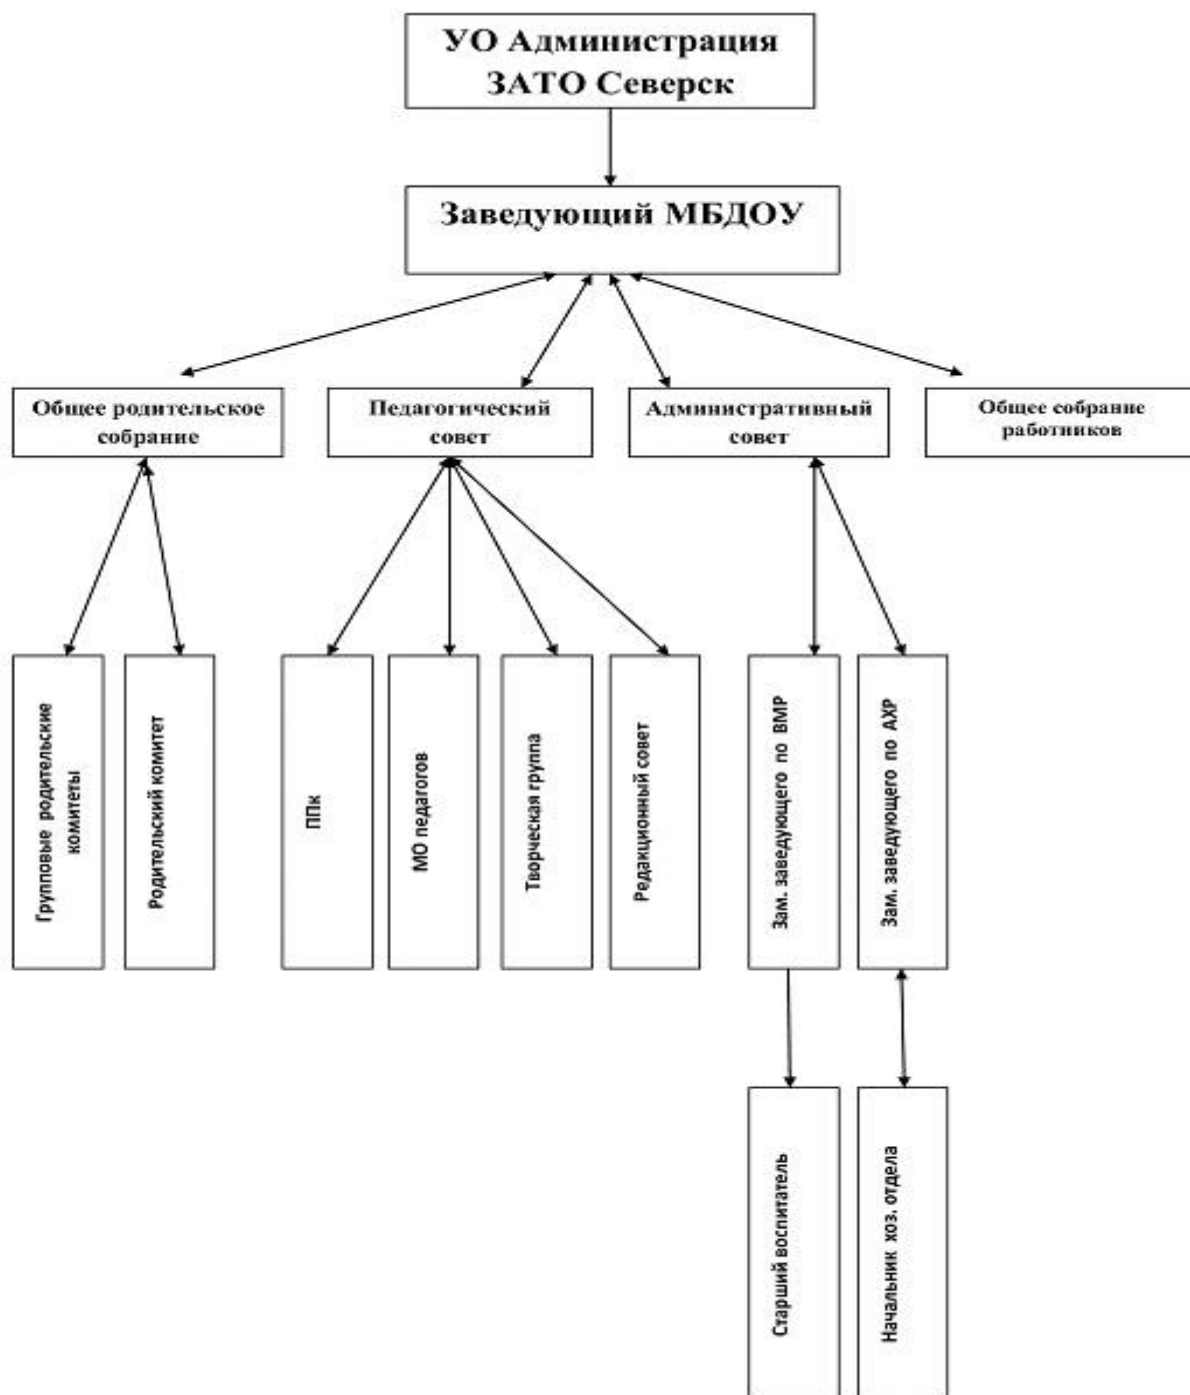 УО Администрация
ЗАТО Северск
Заведующий МБДОУ
Общее родительское
собрание
Педагогический
совет
Административный
совет
Общее собрание
работников
Групповые родительские
комитеты
Родительский комитет
ППк
МО педагогов
Творческая группа
Редакционный совет
Зам. заведующего по ВМР
Зам. заведующего по АХР
Старший воспитатель
Начальник хоз. отдела